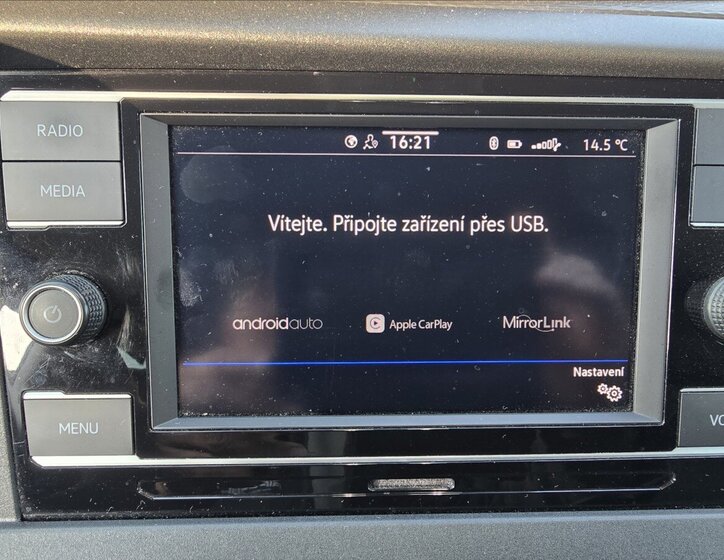 RADIO
MEDIA
MENU
16:21
14.5 °C
Vítejte. Připojte zařízení přes USB.
androidauto
Apple CarPlay
MirrorLink
Nastavení